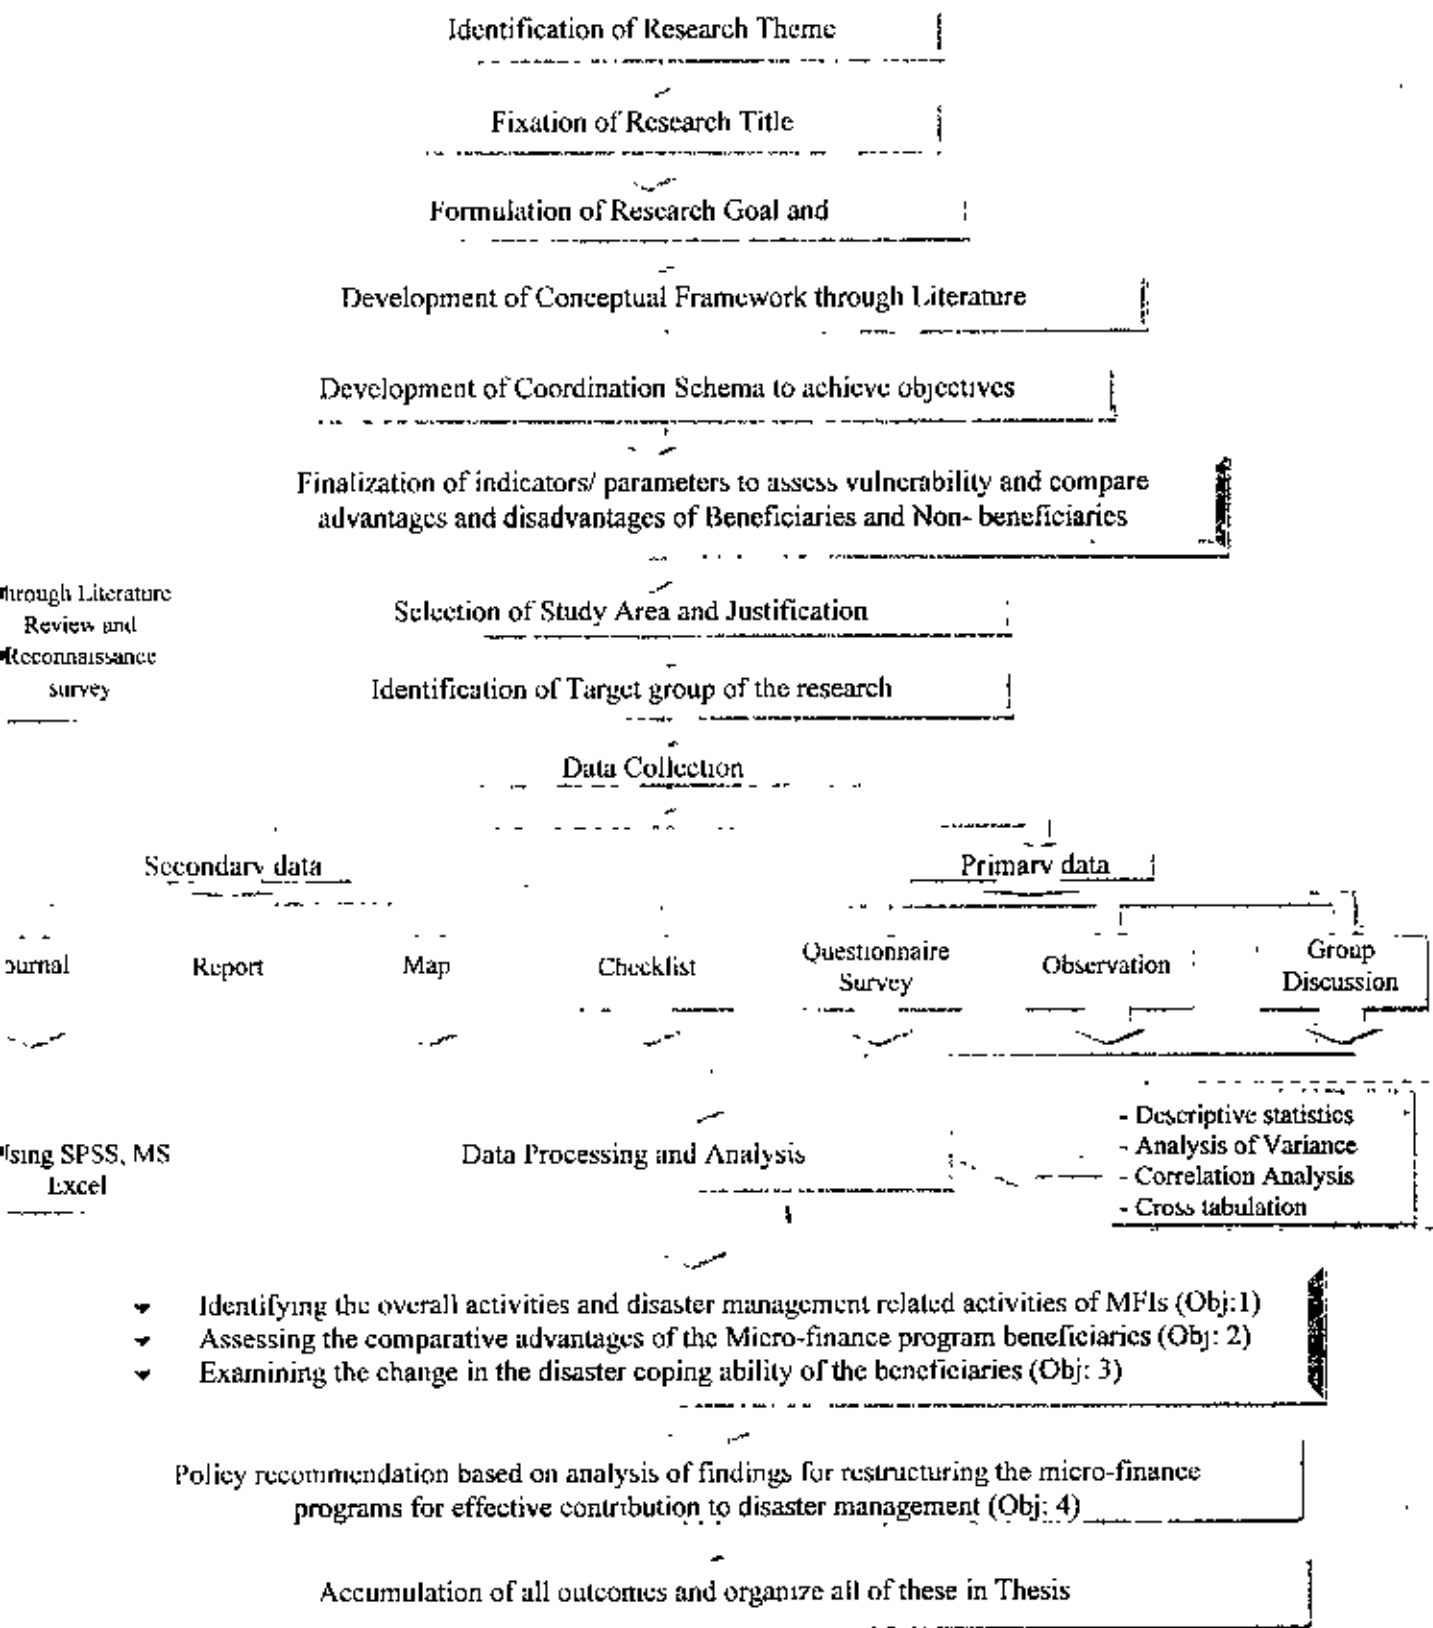 Identification of Research Theme
Fixation of Research Title
Formulation of Research Goal and
Development of Conceptual Framework through Literature
Development of Coordination Schema to achieve objectives
Finalization of indicators/ parameters to assess vulnerability and compare
advantages and disadvantages of Beneficiaries and Non- beneficiaries
hrough Literature
Review and
Reconnaissance
survey
Selection of Study Area and Justification
Identification of Target group of the research
Data Collection
Secondary data
Primary data
ournal
Report
Map
Checklist
Questionnaire
Survey
Observation
Group
Discussion
sing SPSS, MS
Excel
Data Processing and Analysis
- Descriptive statistics
- Analysis of Variance
- Correlation Analysis
- Cross tabulation
Identifying the overall activities and disaster management related activities of MFIs (Obj:1)
Assessing the comparative advantages of the Micro-finance program beneficiaries (Obj: 2)
Examining the change in the disaster coping ability of the beneficiaries (Obj: 3)
Policy recommendation based on analysis of findings for restructuring the micro-finance
programs for effective contribution to disaster management (Obj: 4)
Accumulation of all outcomes and organize all of these in Thesis